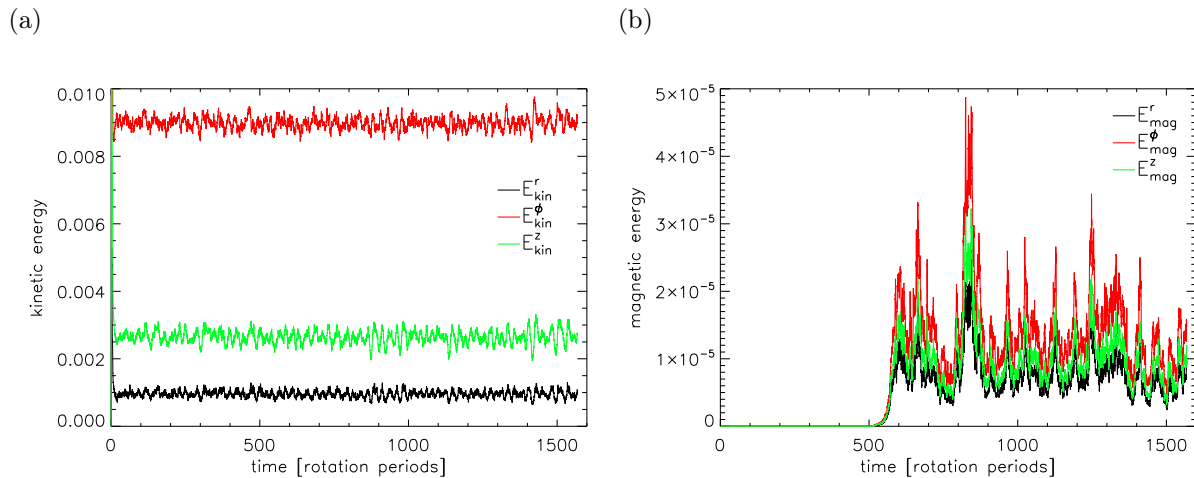 (a)
(b)
kinetic energy
0.010
0.008
0.006
0.004
0.002
0.000
E^r_kin
E^ϕ_kin
E^z_kin
0
500
1000
1500
time [rotation periods]
magnetic energy
5×10^-5
4×10^-5
3×10^-5
2×10^-5
1×10^-5
0
E^r_mag
E^ϕ_mag
E^z_mag
0
500
1000
1500
time [rotation periods]